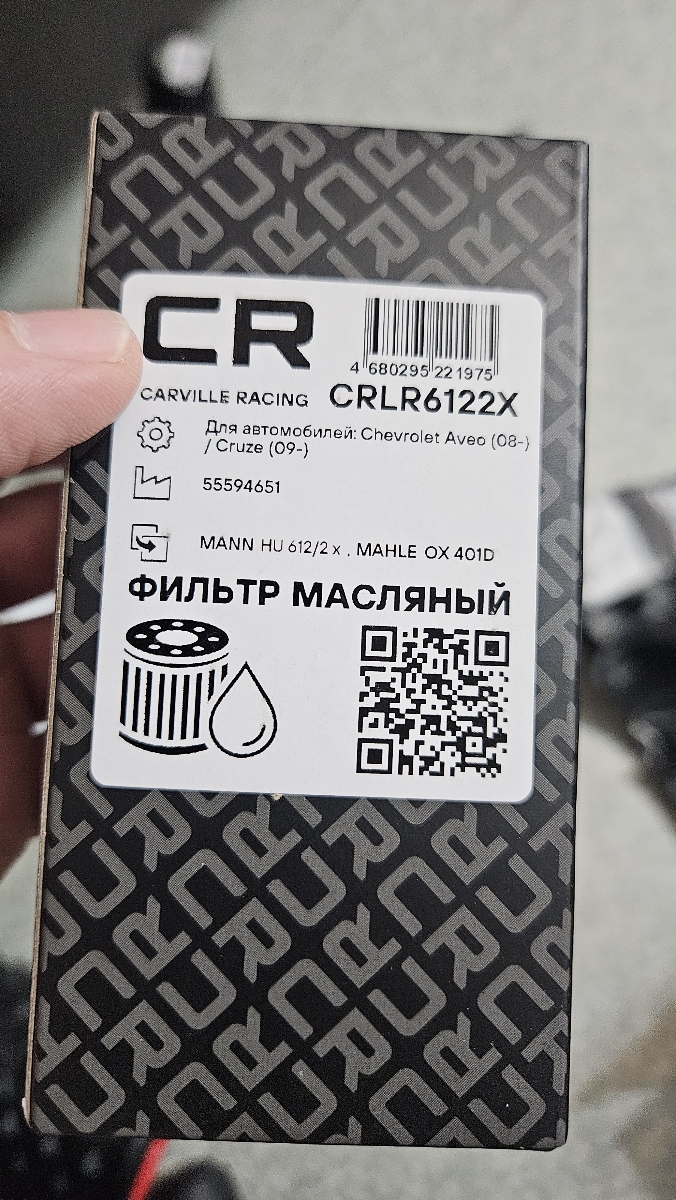 CR
4 680295 221975
CARVILLE RACING CRLR6122X
Для автомобилей: Chevrolet Aveo (08-)
/ Cruze (09-)
55594651
MANN HU 612/2 x , MAHLE OX 401D
ФИЛЬТР МАСЛЯНЫЙ